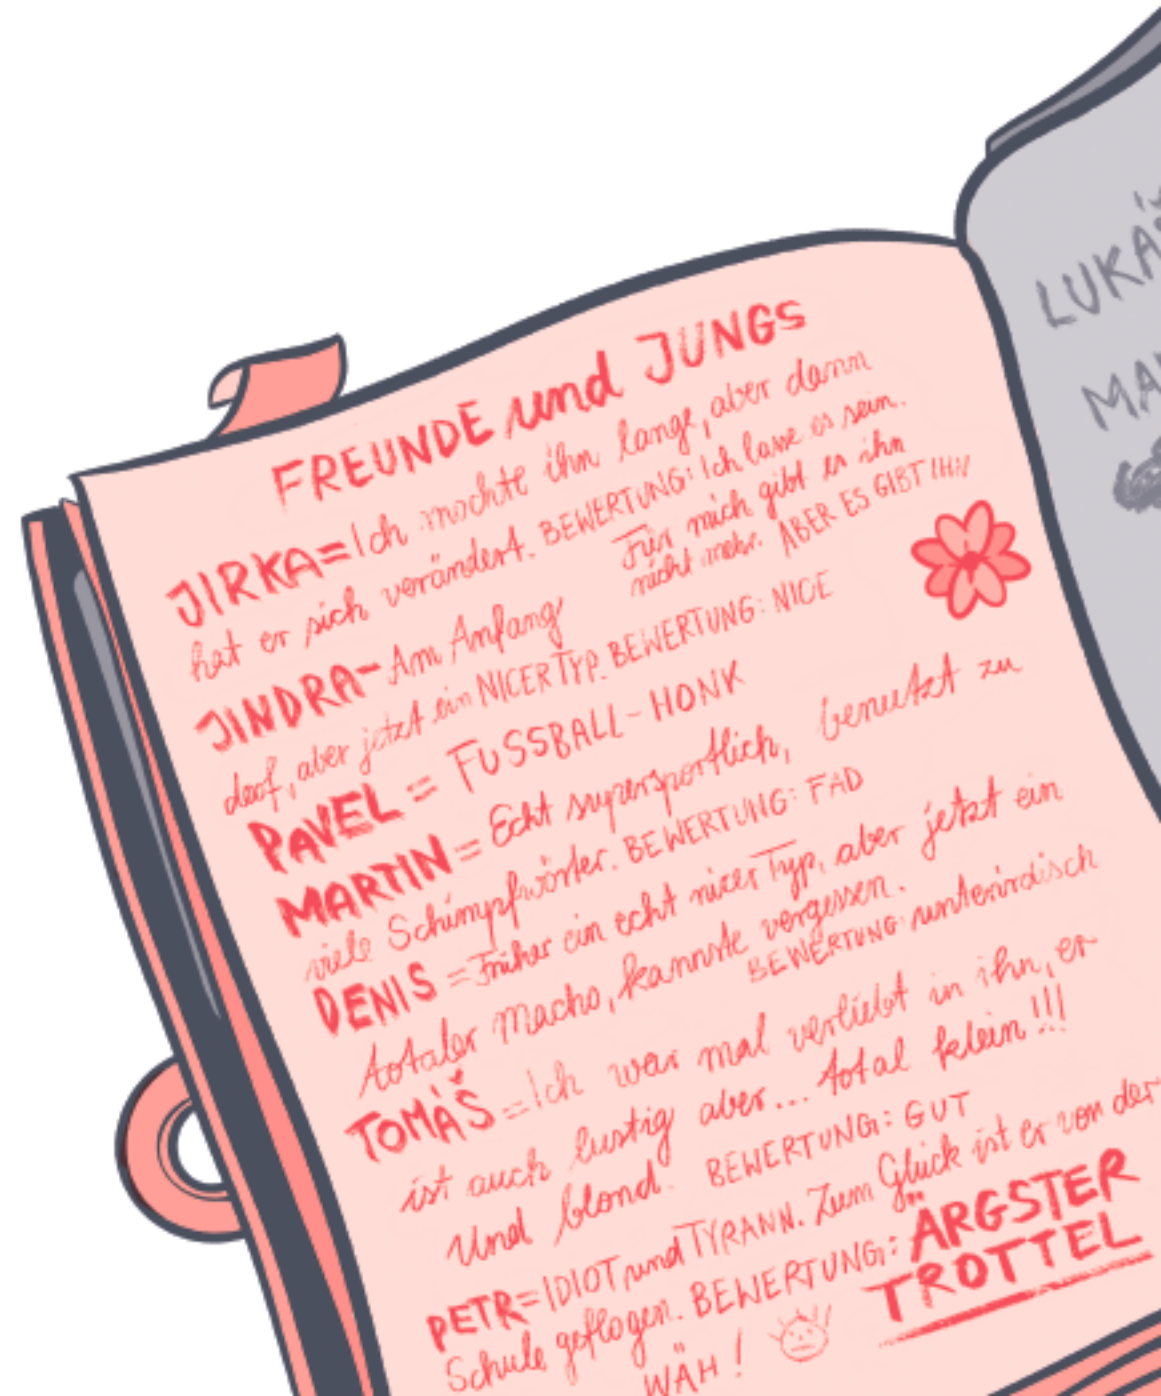 FREUNDE und JUNGS
JIRKA=Ich mochte ihn lange, aber dann
hat er sich verändert. BEWERTUNG: Ich lasse es sein.
Für mich gibt es ihn
nicht mehr. ABER ES GIBT IHN
JINDRA-Am Anfang
doof, aber jetzt ein NICER TYP. BEWERTUNG: NICE
PAVEL = FUSSBALL-HONK
MARTIN= Echt supersportlich, benutzt zu
viele Schimpfwörter. BEWERTUNG: FAD
DENIS =Früher ein echt nicer Typ, aber jetzt ein
totaler Macho, kannste vergessen.
BEWERTUNG: unterirdisch
TOMÁŠ=Ich war mal verliebt in ihn, er
ist auch lustig aber... total klein!!!
Und blond. BEWERTUNG: GUT
PETR=IDIOT und TYRANN. Zum Glück ist er von der
Schule geflogen. BEWERTUNG: ÄRGSTER
TROTTEL
WÄH!